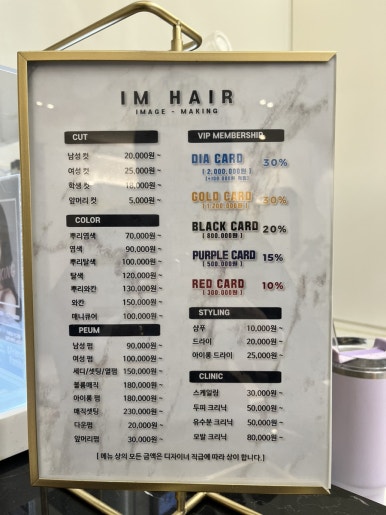 IM HAIR
IMAGE - MAKING
CUT
남성 컷 20,000원 ~
여성 컷 25,000원 ~
학생 컷 18,000원 ~
앞머리 컷 5,000원 ~
COLOR
뿌리염색 70,000원 ~
염색 90,000원 ~
뿌리탈색 100,000원 ~
탈색 120,000원 ~
뿌리와칸 130,000원 ~
와칸 150,000원 ~
매니큐어 100,000원 ~
PEUM
남성 펌 90,000원 ~
여성 펌 100,000원 ~
세디/셋팅/열펌 150,000원 ~
볼륨매직 180,000원 ~
아이롱 펌 180,000원 ~
매직셋팅 230,000원 ~
다운펌 20,000원 ~
앞머리펌 30,000원 ~
VIP MEMBERSHIP
DIA CARD 30%
( 2,000,000원 )
GOLD CARD 30%
( 1,200,000원 )
BLACK CARD 20%
( 800,000원 )
PURPLE CARD 15%
( 500,000원 )
RED CARD 10%
( 300,000원 )
STYLING
샴푸 10,000원 ~
드라이 20,000원 ~
아이롱 드라이 25,000원 ~
CLINIC
스케일링 30,000원 ~
두피 크리닉 50,000원 ~
유수분 크리닉 50,000원 ~
모발 크리닉 80,000원 ~
[ 메뉴 상의 모든 금액은 디자이너 직급에 따라 상이 합니다. ]